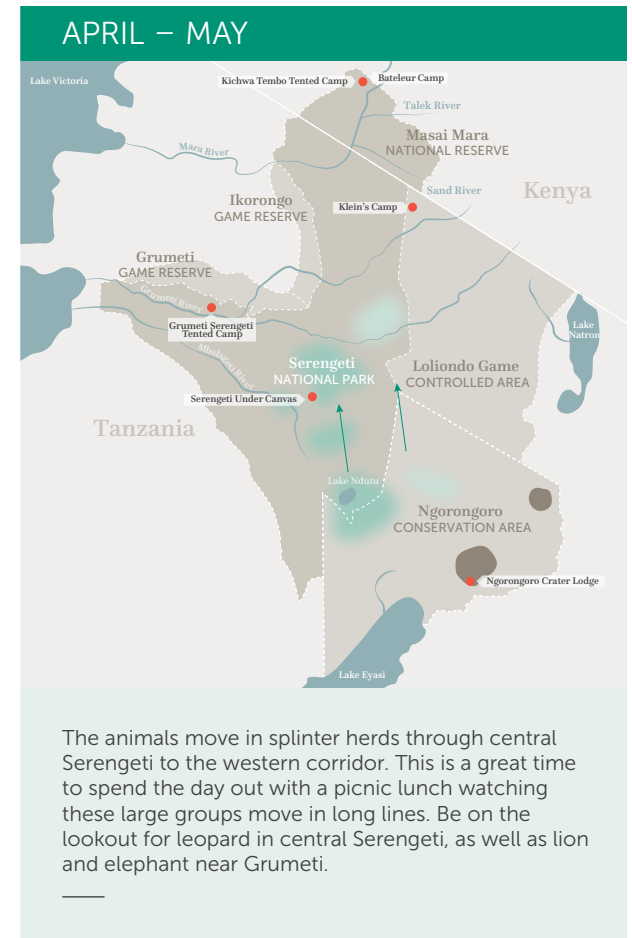 APRIL – MAY
Lake Victoria
Kichwa Tembo Tented Camp
Bateleur Camp
Talek River
Mara River
Masai Mara
NATIONAL RESERVE
Sand River
Kenya
Ikorongo
GAME RESERVE
Klein's Camp
Grumeti
GAME RESERVE
Grumeti River
Grumeti Serengeti
Tented Camp
Lake
Natron
Mbalageti River
Serengeti
NATIONAL PARK
Loliondo Game
CONTROLLED AREA
Serengeti Under Canvas
Tanzania
Lake Ndutu
Ngorongoro
CONSERVATION AREA
Ngorongoro Crater Lodge
Lake Eyasi
The animals move in splinter herds through central
Serengeti to the western corridor. This is a great time
to spend the day out with a picnic lunch watching
these large groups move in long lines. Be on the
lookout for leopard in central Serengeti, as well as lion
and elephant near Grumeti.